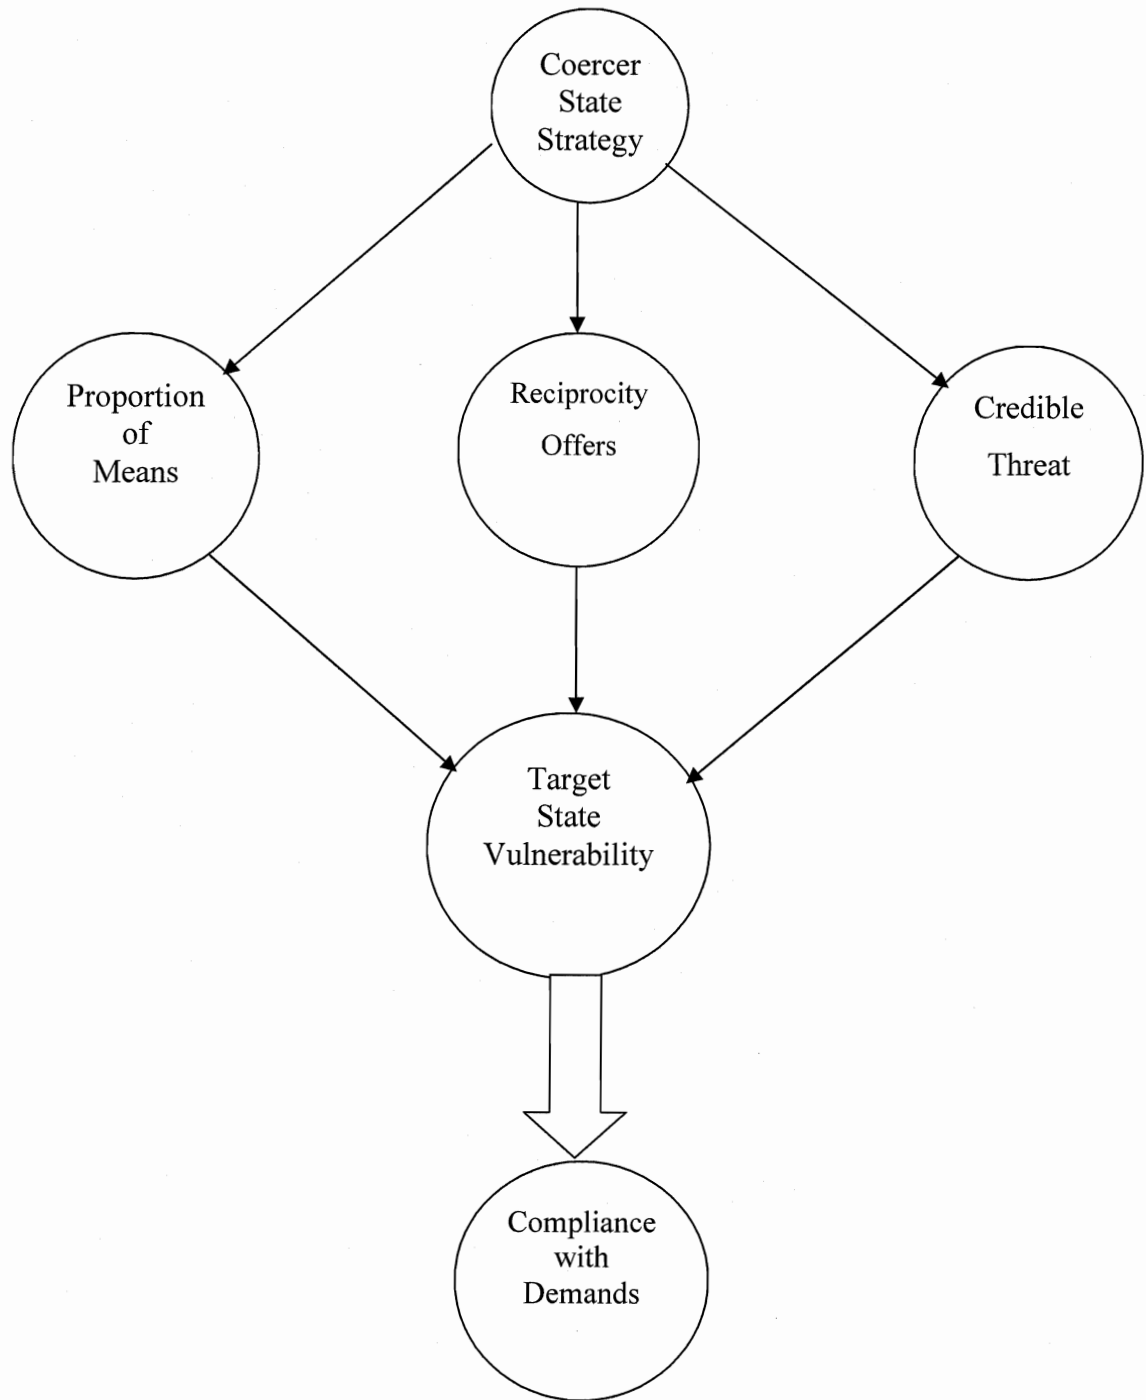 Coercer
State
Strategy
Proportion
of
Means
Reciprocity
Offers
Credible
Threat
Target
State
Vulnerability
Compliance
with
Demands